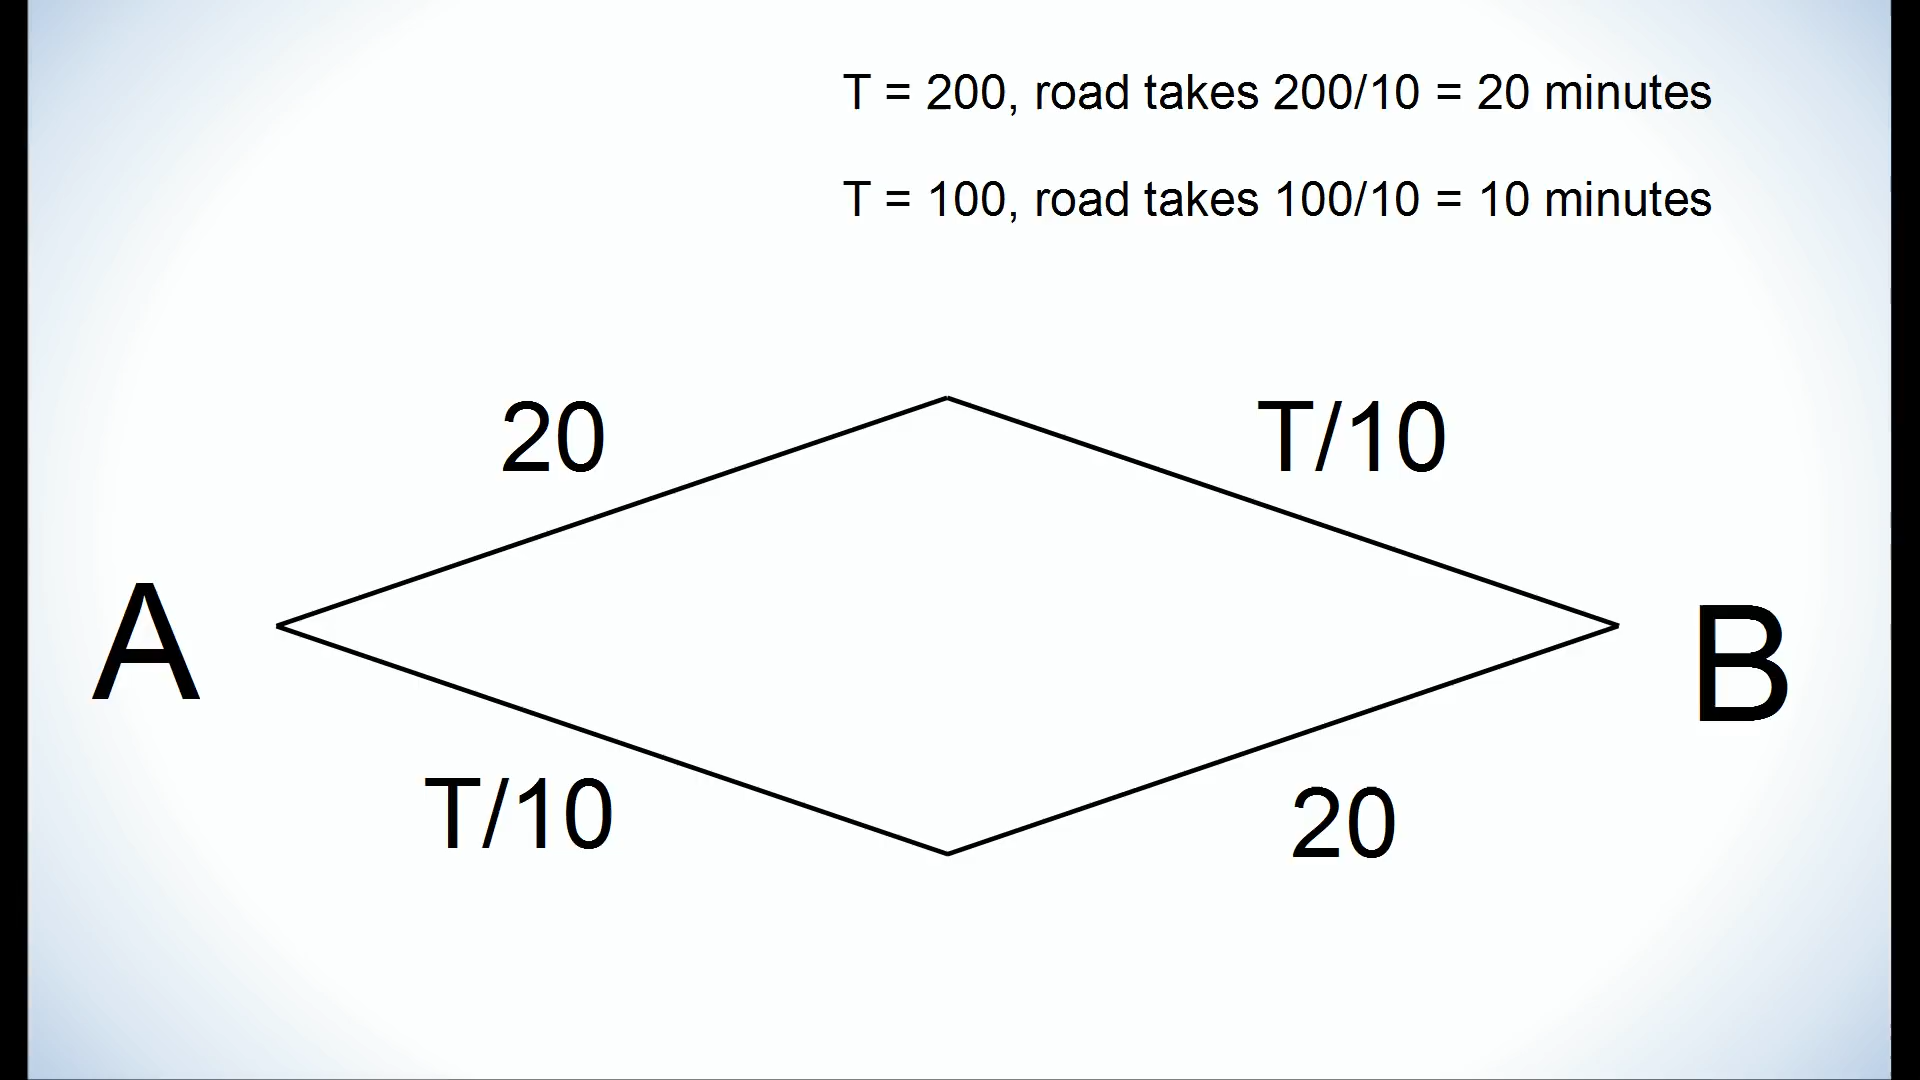 T = 200, road takes 200/10 = 20 minutes
T = 100, road takes 100/10 = 10 minutes
20
T/10
A
B
T/10
20